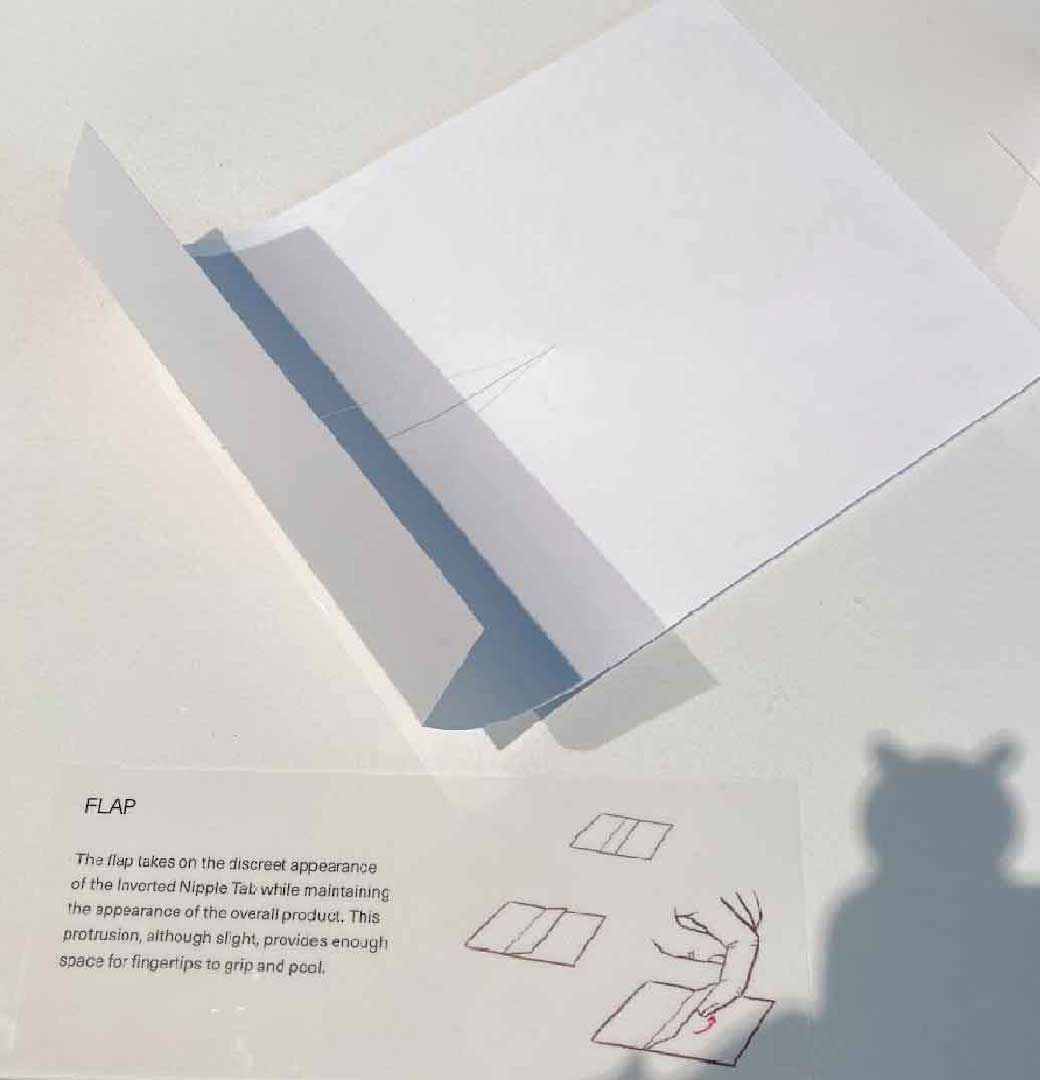 FLAP
The flap takes on the discreet appearance
of the Inverted Nipple Tab while maintaining
the appearance of the overall product. This
protrusion, although slight, provides enough
space for fingertips to grip and peel.